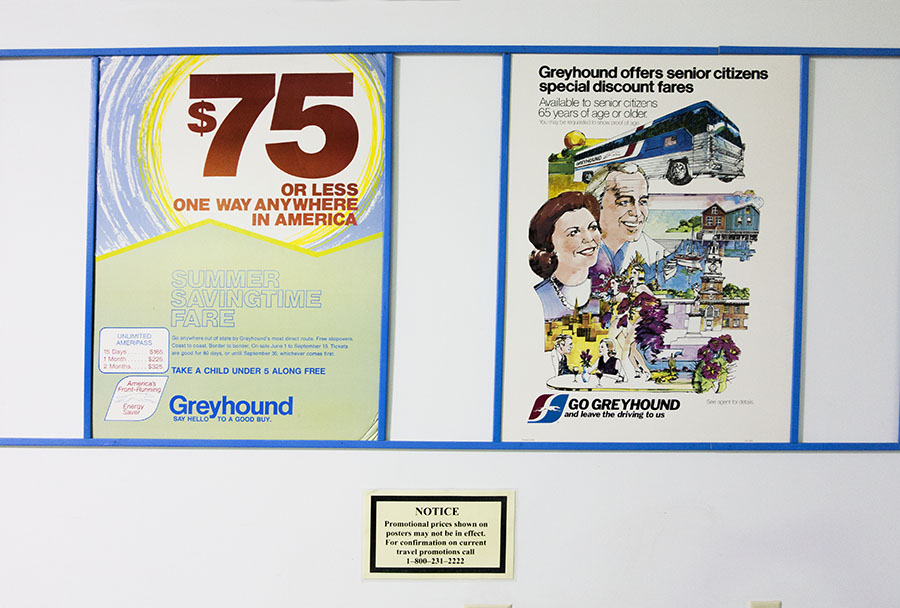 $75
OR LESS
ONE WAY ANYWHERE
IN AMERICA
SUMMER
SAVINGTIME
FARE
Go anywhere out of state by Greyhound's most direct route. Free stopovers.
Coast to coast. Border to border. On sale June 1 to September 15. Tickets
are good for 60 days, or until September 30, whichever comes first.
TAKE A CHILD UNDER 5 ALONG FREE
UNLIMITED
AMERIPASS
15 Days . . . . . $165
1 Month . . . . . $225
2 Months. . . . . $325
America's
Front-Running
Energy
Saver
Greyhound
SAY HELLO TO A GOOD BUY.
Greyhound offers senior citizens
special discount fares
Available to senior citizens
65 years of age or older.
You may be requested to show proof of age.
GREYHOUND
GO GREYHOUND
and leave the driving to us
See agent for details.
NOTICE
Promotional prices shown on
posters may not be in effect.
For confirmation on current
travel promotions call
1-800-231-2222